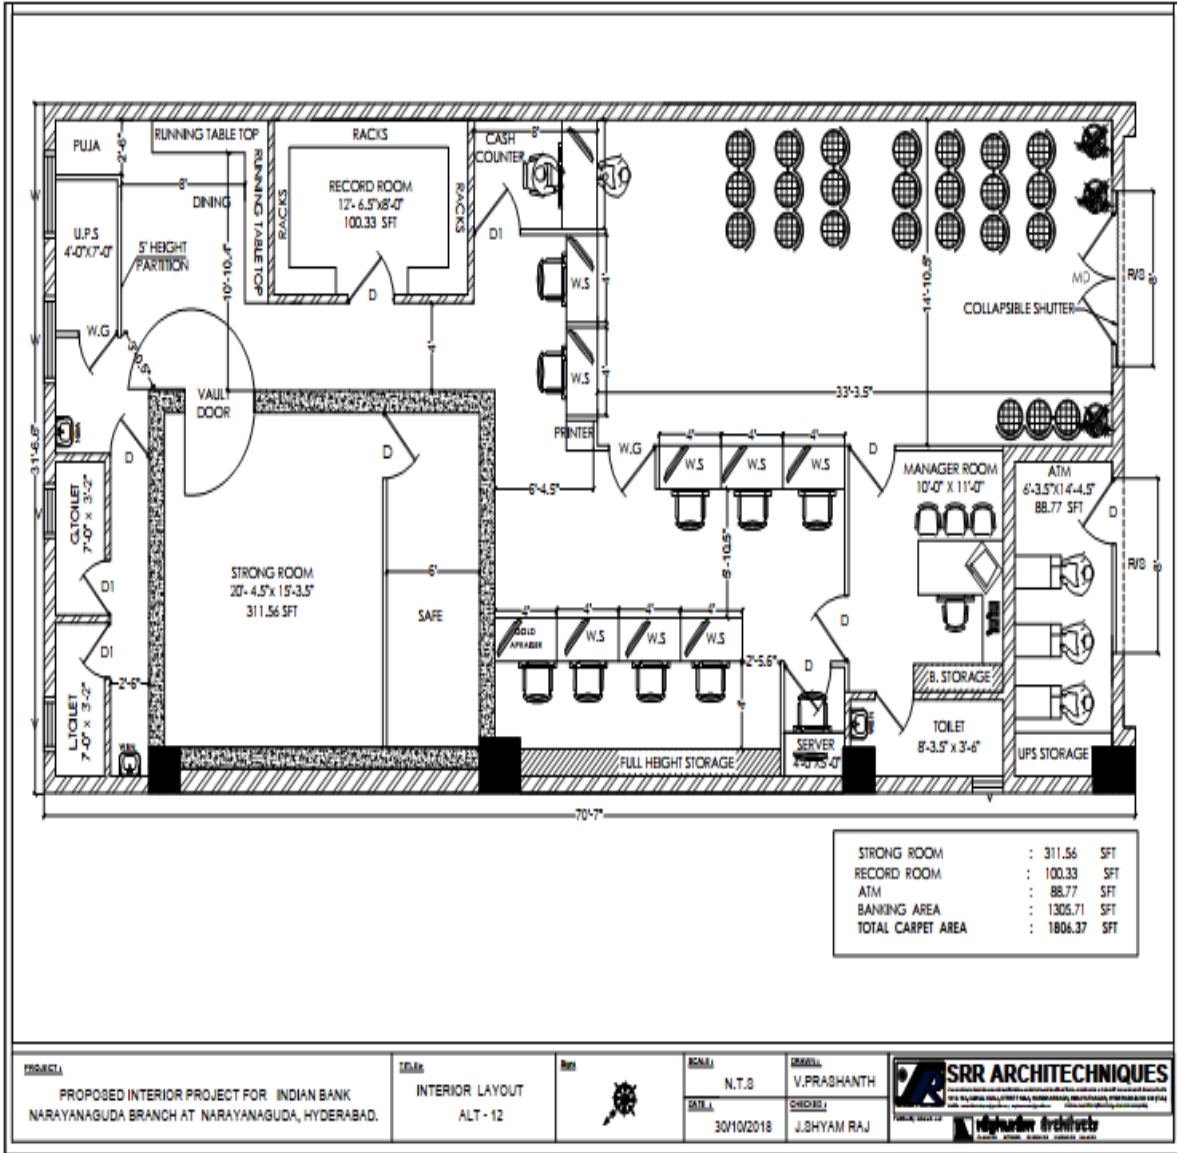 PUJA
2'-6"
RUNNING TABLE TOP
RACKS
8'
CASH
COUNTER
RECORD ROOM
12'- 6.5"x8'-0"
100.33 SFT
RACKS
RACKS
RUNNING TABLE TOP
8'
DINING
W
U.P.S
4'-0"X7'-0"
5' HEIGHT
PARTITION
10'-10.4"
D1
D
W.S
4'
14'-10.5"
MD
R/S
8'
COLLAPSIBLE SHUTTER
W.G
W
4'
W.S
4'
VAULT
DOOR
33'-3.5"
PRINTER
31'-6.6"
D
D
W.G
4'
4'
4'
W.S
W.S
W.S
D
MANAGER ROOM
10'-0" X 11'-0"
ATM
6'-3.5"X14'-4.5"
88.77 SFT
6'-4.5"
V
G.TOILET
7'-0" x 3'-2"
D
STRONG ROOM
20'- 4.5"x 15'-3.5"
311.56 SFT
6'
R/S
8'
D1
SAFE
4'
4'
4'
4'
W.S
W.S
W.S
D
D1
2'-5.6"
D
B. STORAGE
2'-6"
L.TOILET
7'-0" x 3'-2"
V
4'
TOILET
8'-3.5" x 3'-6"
SERVER
FULL HEIGHT STORAGE
UPS STORAGE
V
70'-7"
STRONG ROOM : 311.56 SFT
RECORD ROOM : 100.33 SFT
ATM : 88.77 SFT
BANKING AREA : 1305.71 SFT
TOTAL CARPET AREA : 1806.37 SFT
PROJECT :
PROPOSED INTERIOR PROJECT FOR INDIAN BANK
NARAYANAGUDA BRANCH AT NARAYANAGUDA, HYDERABAD.
TITLE:
INTERIOR LAYOUT
ALT - 12
SCALE :
N.T.S
DATE :
30/10/2018
DRAWN :
V.PRASHANTH
CHECKED :
J.SHYAM RAJ
SRR ARCHITECHNIQUES